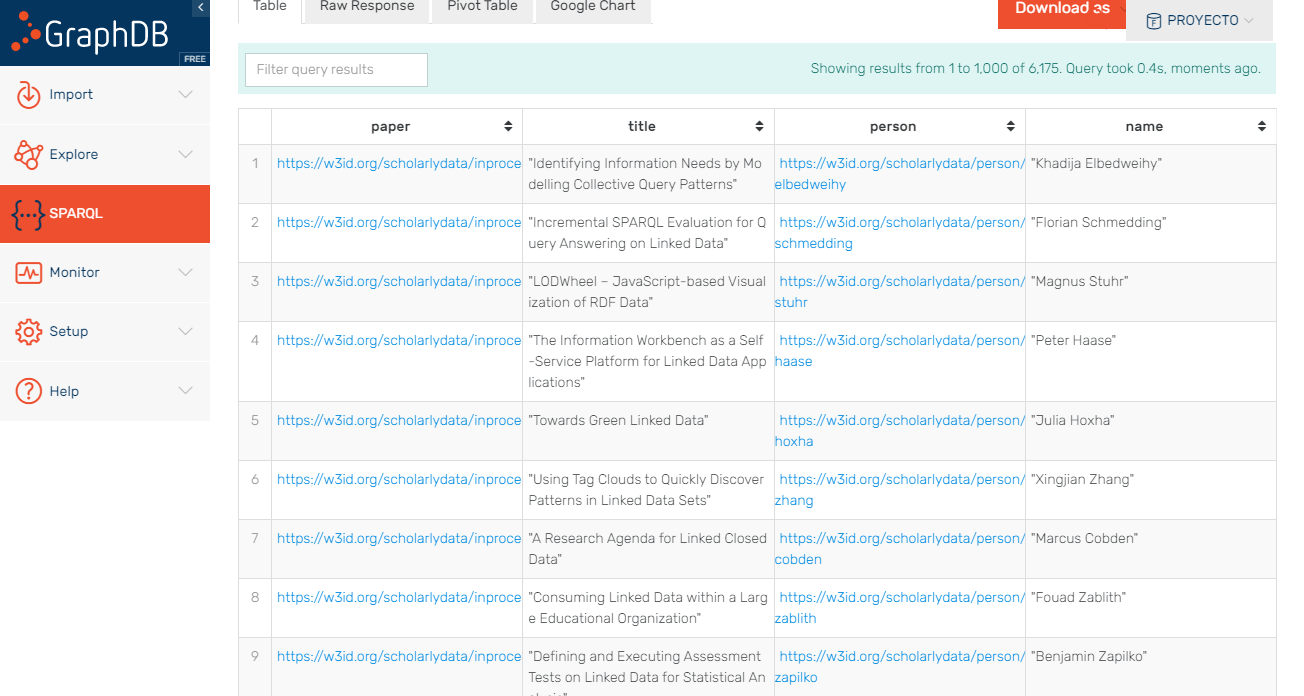 GraphDB
FREE
Import
Explore
SPARQL
Monitor
Setup
Help
Table
Raw Response
Pivot Table
Google Chart
Download as
PROYECTO
Filter query results
Showing results from 1 to 1,000 of 6,175. Query took 0.4s, moments ago.
paper title person name
1 https://w3id.org/scholarlydata/inproce "Identifying Information Needs by Mo https://w3id.org/scholarlydata/person/ "Khadija Elbedweihy"
delling Collective Query Patterns" elbedweihy
2 https://w3id.org/scholarlydata/inproce "Incremental SPARQL Evaluation for Q https://w3id.org/scholarlydata/person/ "Florian Schmedding"
uery Answering on Linked Data" schmedding
3 https://w3id.org/scholarlydata/inproce "LODWheel – JavaScript-based Visual https://w3id.org/scholarlydata/person/ "Magnus Stuhr"
ization of RDF Data" stuhr
4 https://w3id.org/scholarlydata/inproce "The Information Workbench as a Self https://w3id.org/scholarlydata/person/ "Peter Haase"
-Service Platform for Linked Data App haase
lications"
5 https://w3id.org/scholarlydata/inproce "Towards Green Linked Data" https://w3id.org/scholarlydata/person/ "Julia Hoxha"
hoxha
6 https://w3id.org/scholarlydata/inproce "Using Tag Clouds to Quickly Discover https://w3id.org/scholarlydata/person/ "Xingjian Zhang"
Patterns in Linked Data Sets" zhang
7 https://w3id.org/scholarlydata/inproce "A Research Agenda for Linked Closed https://w3id.org/scholarlydata/person/ "Marcus Cobden"
Data" cobden
8 https://w3id.org/scholarlydata/inproce "Consuming Linked Data within a Larg https://w3id.org/scholarlydata/person/ "Fouad Zablith"
e Educational Organization" zablith
9 https://w3id.org/scholarlydata/inproce "Defining and Executing Assessment https://w3id.org/scholarlydata/person/ "Benjamin Zapilko"
Tests on Linked Data for Statistical An zapilko